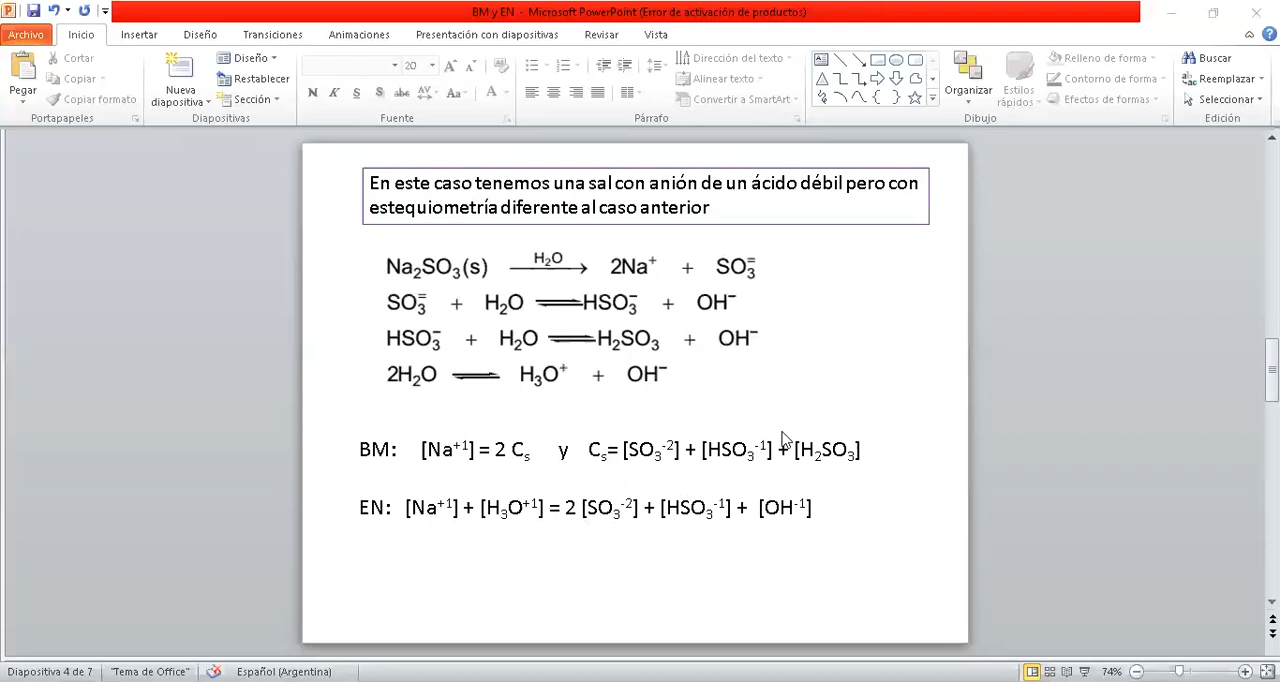 BM y EN - Microsoft PowerPoint (Error de activación de productos)
Archivo Inicio Insertar Diseño Transiciones Animaciones Presentación con diapositivas Revisar Vista
Pegar
Cortar
Copiar
Copiar formato
Portapapeles
Nueva diapositiva
Diseño
Restablecer
Sección
Diapositivas
20
N K S S abc AV Aa A
Fuente
Párrafo
Dirección del texto
Alinear texto
Convertir a SmartArt
Organizar
Estilos rápidos
Relleno de forma
Contorno de forma
Efectos de formas
Dibujo
Buscar
Reemplazar
Seleccionar
Edición
En este caso tenemos una sal con anión de un ácido débil pero con
estequiometría diferente al caso anterior
Na₂SO₃(s) —H₂O→ 2Na⁺ + SO₃⁼
SO₃⁼ + H₂O ⇌ HSO₃⁻ + OH⁻
HSO₃⁻ + H₂O ⇌ H₂SO₃ + OH⁻
2H₂O ⇌ H₃O⁺ + OH⁻
BM: [Na⁺¹] = 2 Cₛ y Cₛ= [SO₃⁻²] + [HSO₃⁻¹] + [H₂SO₃]
EN: [Na⁺¹] + [H₃O⁺¹] = 2 [SO₃⁻²] + [HSO₃⁻¹] + [OH⁻¹]
Diapositiva 4 de 7 "Tema de Office" Español (Argentina) 74%